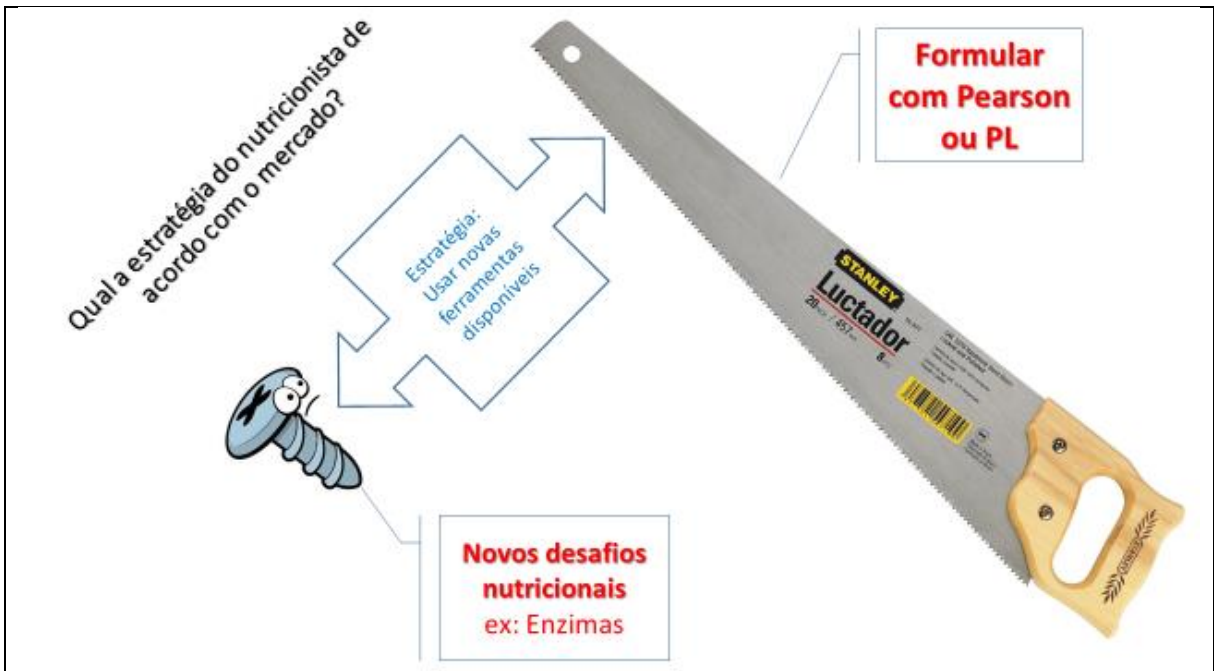 Qual a estratégia do nutricionista de
acordo com o mercado?
Formular
com Pearson
ou PL
Estratégia:
Usar novas
ferramentas
disponíveis
STANLEY
Luctador
Novos desafios
nutricionais
ex: Enzimas